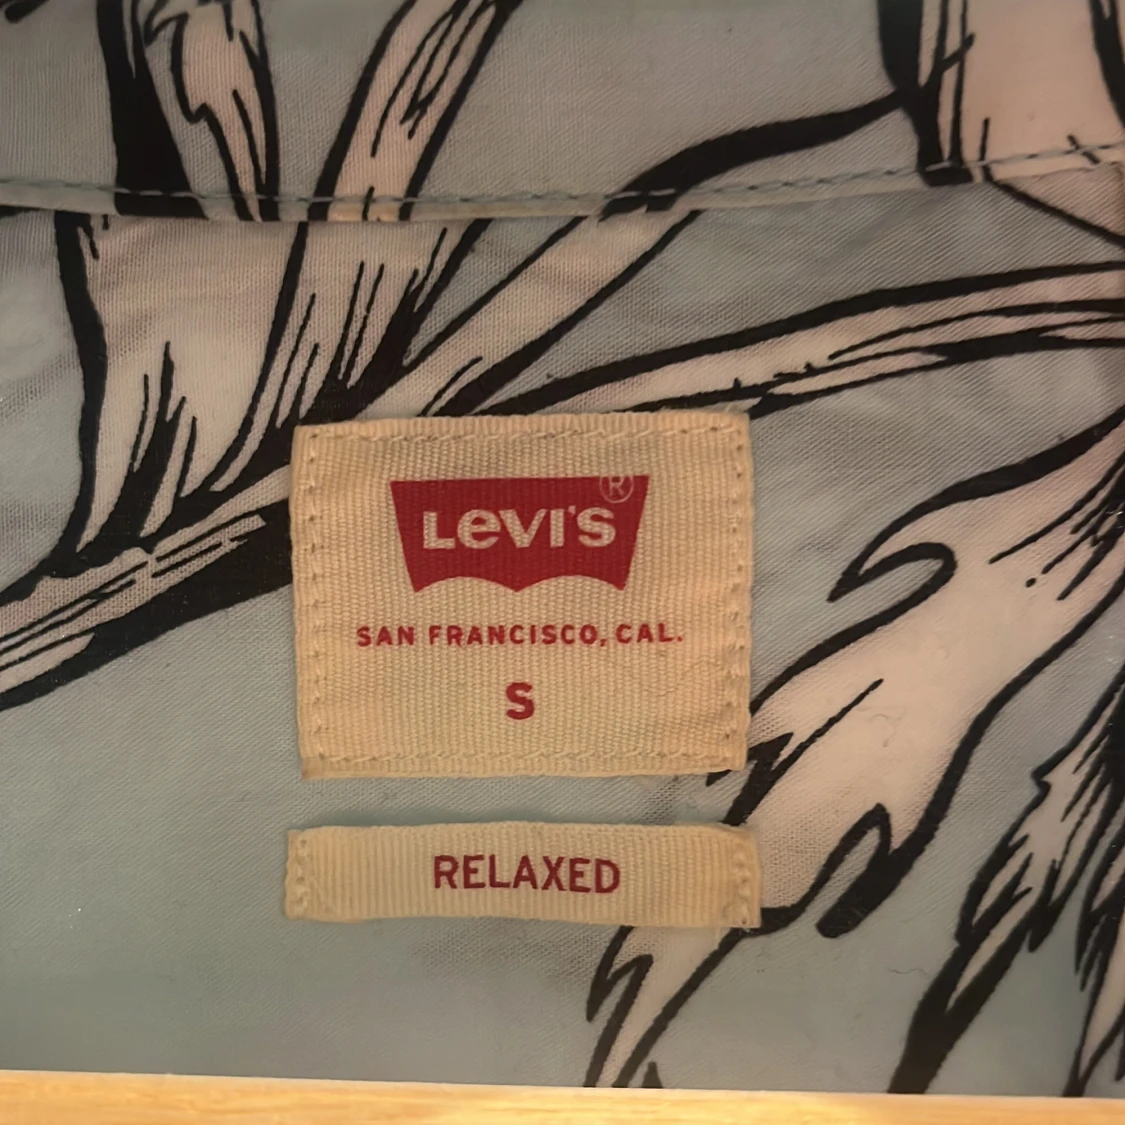 LEVI'S®
SAN FRANCISCO, CAL.
S
RELAXED